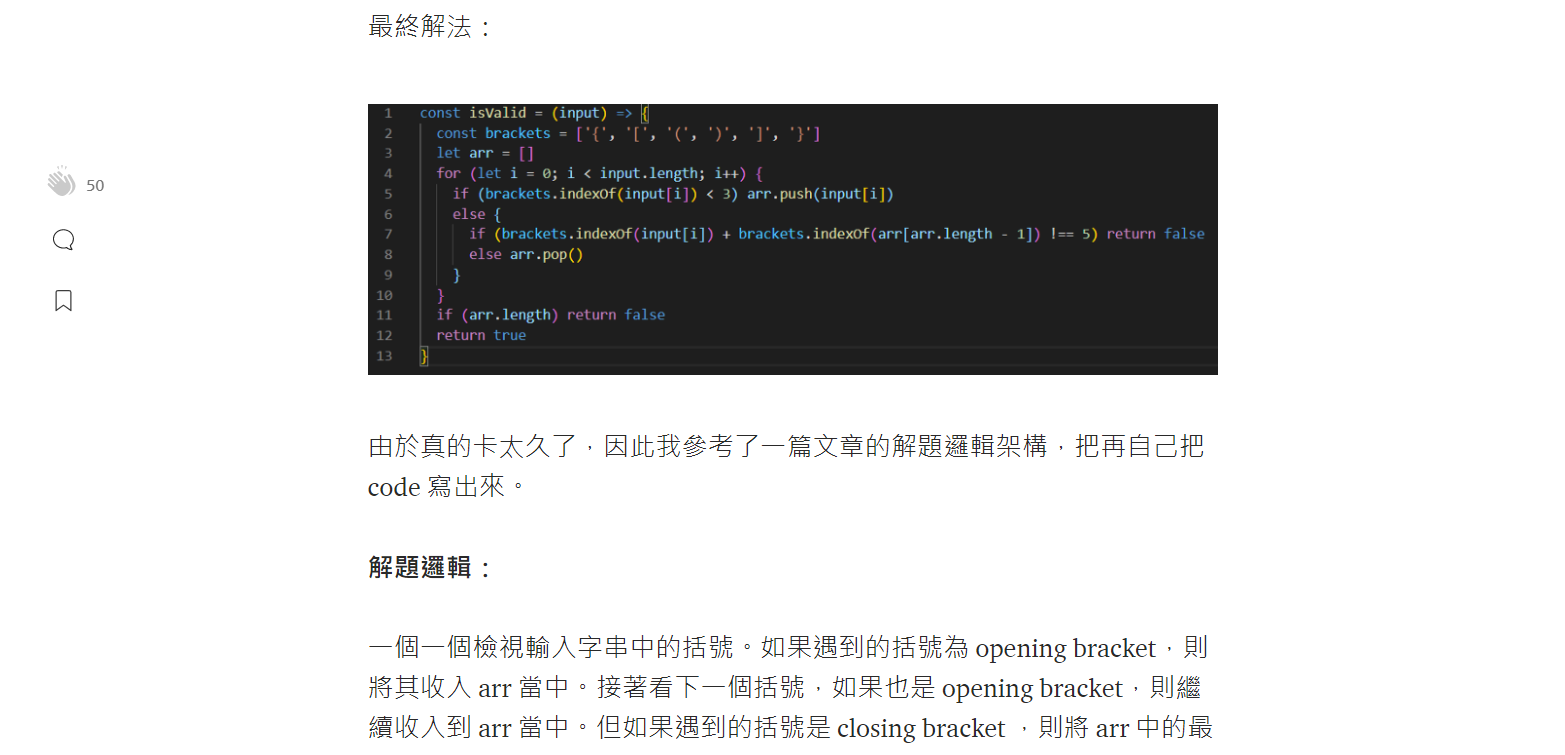 最終解法：
1 const isValid = (input) => {
2 const brackets = ['{', '[', '(', ')', ']', '}']
3 let arr = []
4 for (let i = 0; i < input.length; i++) {
5 if (brackets.indexOf(input[i]) < 3) arr.push(input[i])
6 else {
7 if (brackets.indexOf(input[i]) + brackets.indexOf(arr[arr.length - 1]) !== 5) return false
8 else arr.pop()
9 }
10 }
11 if (arr.length) return false
12 return true
13 }
50
由於真的卡太久了，因此我參考了一篇文章的解題邏輯架構，把再自己把
code 寫出來。
解題邏輯：
一個一個檢視輸入字串中的括號。如果遇到的括號為 opening bracket，則
將其收入 arr 當中。接著看下一個括號，如果也是 opening bracket，則繼
續收入到 arr 當中。但如果遇到的括號是 closing bracket ，則將 arr 中的最